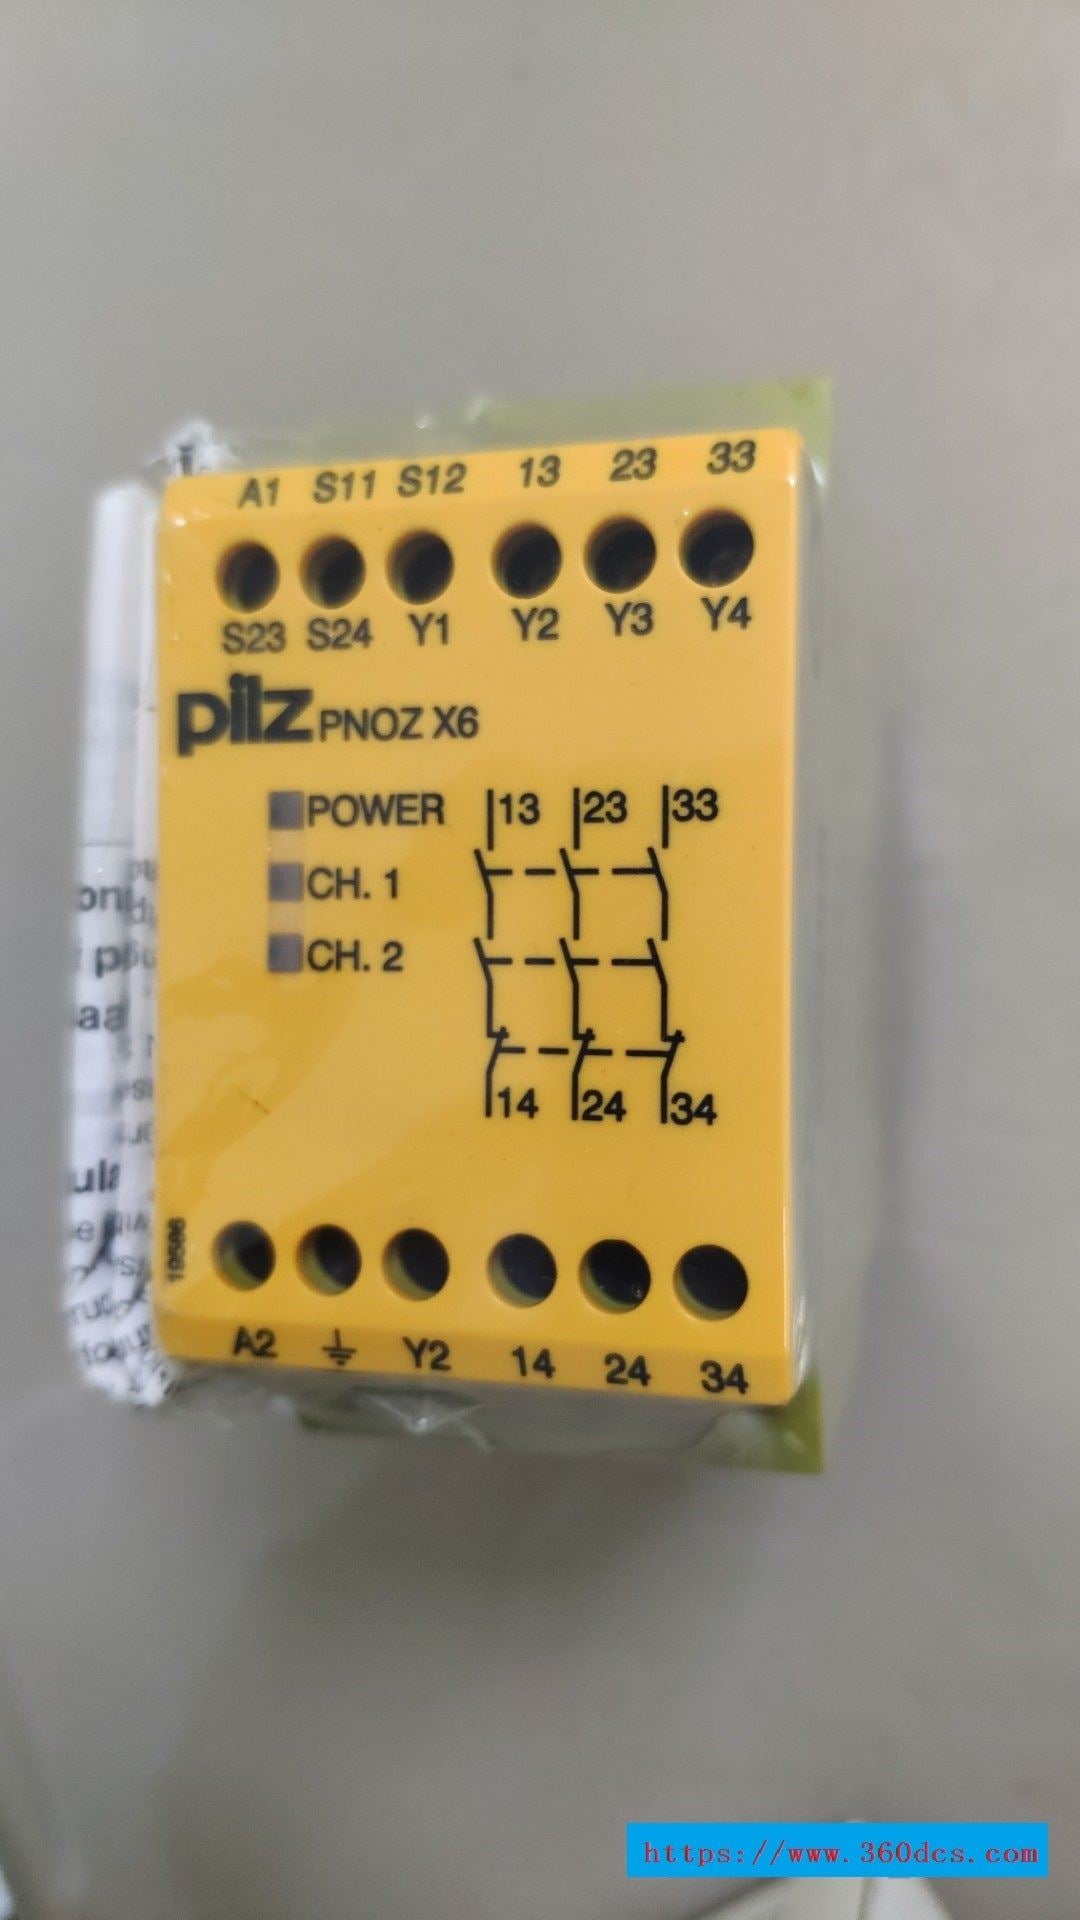 A1 S11 S12 13 23 33
S23 S24 Y1 Y2 Y3 Y4
pilz PNOZ X6
POWER
CH. 1
CH. 2
13 23 33
14 24 34
19586
A2 Y2 14 24 34
https://www.360dcs.com